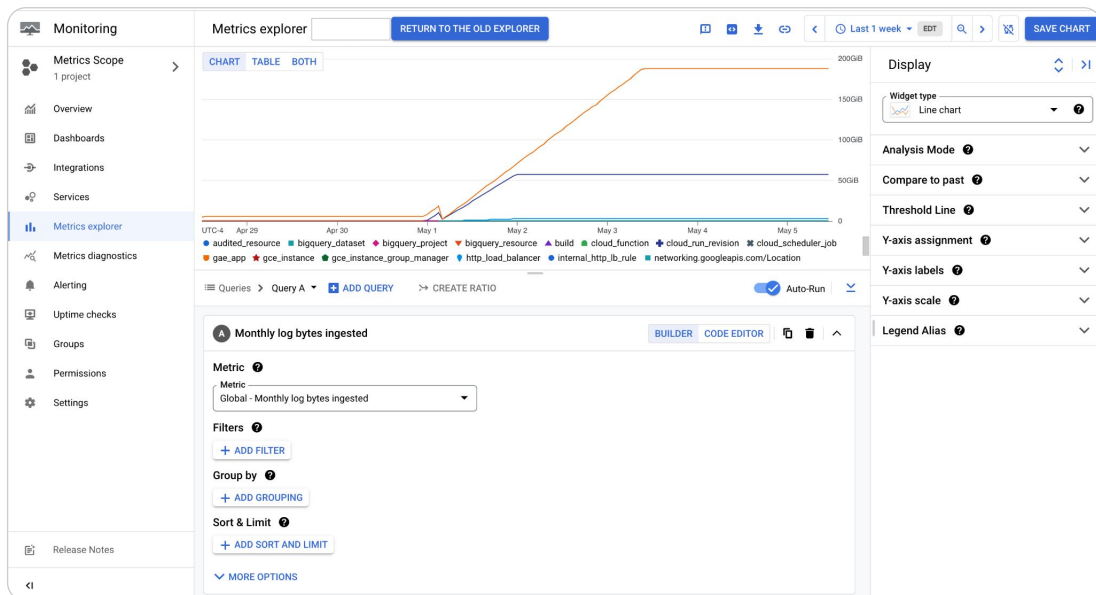 Monitoring
Metrics explorer
RETURN TO THE OLD EXPLORER
Last 1 week
EDT
SAVE CHART
Metrics Scope
1 project
Overview
Dashboards
Integrations
Services
Metrics explorer
Metrics diagnostics
Alerting
Uptime checks
Groups
Permissions
Settings
Release Notes
CHART TABLE BOTH
200GiB
150GiB
100GiB
50GiB
0
UTC-4 Apr 29 Apr 30 May 1 May 2 May 3 May 4 May 5
audited_resource bigquery_dataset bigquery_project bigquery_resource build cloud_function cloud_run_revision cloud_scheduler_job
gae_app gce_instance gce_instance_group_manager http_load_balancer internal_http_lb_rule networking.googleapis.com/Location
Queries Query A ADD QUERY CREATE RATIO Auto-Run
A Monthly log bytes ingested BUILDER CODE EDITOR
Metric
Metric
Global - Monthly log bytes ingested
Filters
+ ADD FILTER
Group by
+ ADD GROUPING
Sort & Limit
+ ADD SORT AND LIMIT
MORE OPTIONS
Display
Widget type
Line chart
Analysis Mode
Compare to past
Threshold Line
Y-axis assignment
Y-axis labels
Y-axis scale
Legend Alias